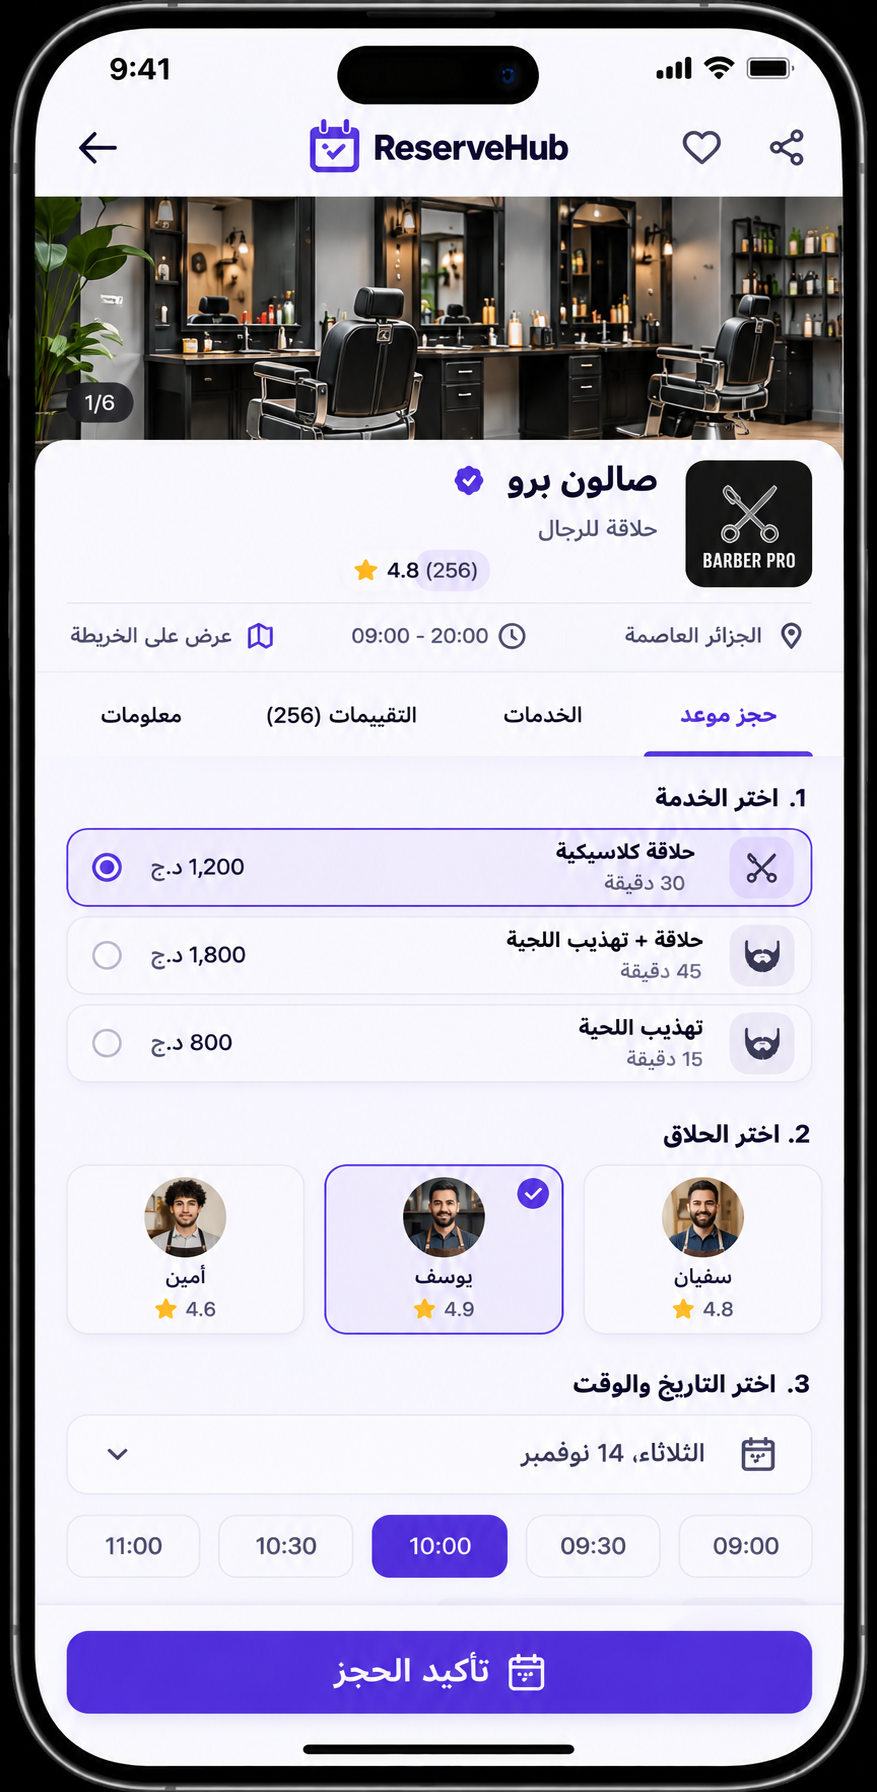 9:41
ReserveHub
1/6
صالون برو
حلاقة للرجال
4.8 (256)
BARBER PRO
الجزائر العاصمة
09:00 - 20:00
عرض على الخريطة
حجز موعد
الخدمات
التقييمات (256)
معلومات
1. اختر الخدمة
حلاقة كلاسيكية
30 دقيقة
1,200 د.ج
حلاقة + تهذيب اللحية
45 دقيقة
1,800 د.ج
تهذيب اللحية
15 دقيقة
800 د.ج
2. اختر الحلاق
سفيان
4.8
يوسف
4.9
أمين
4.6
3. اختر التاريخ والوقت
الثلاثاء، 14 نوفمبر
09:00
09:30
10:00
10:30
11:00
تأكيد الحجز